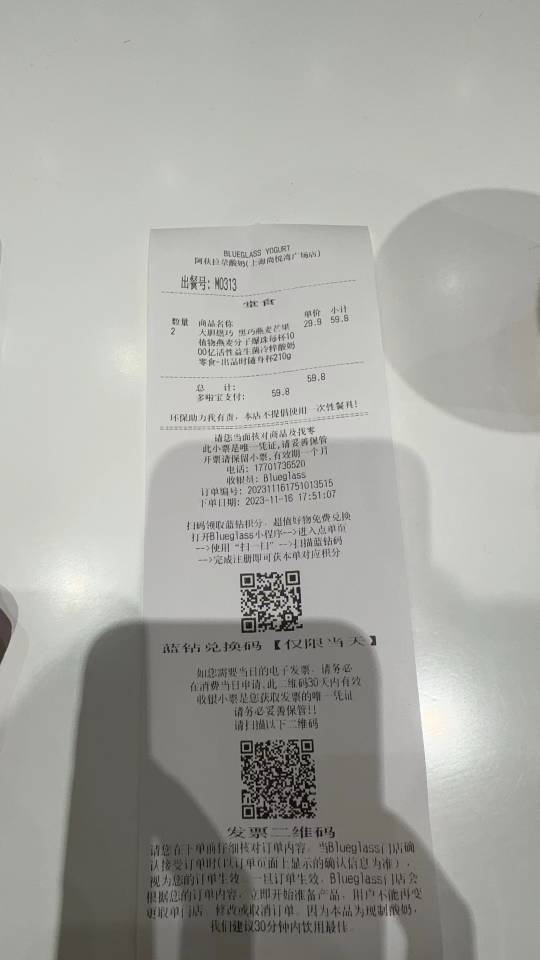 BLUEGLASS YOGURT
阿秋拉尕酸奶(上海尚悦湾广场店)
出餐号: M0313
堂食
数量 商品名称 单价 小计
2 大胆提巧 黑巧燕麦芒果 29.9 59.8
植物燕麦分子爆珠每杯10
00亿活性益生菌冷榨酸奶
零食-出品时随身杯210g
总 计: 59.8
多啦宝支付: 59.8
环保助力我有责, 本店不提倡使用一次性餐具!
请您当面核对商品及找零
此小票是唯一凭证,请妥善保管
开票请保留小票,有效期一个月
电话: 17701736520
收银员: Blueglass
订单编号: 202311161751013515
下单日期: 2023-11-16 17:51:07
扫码领取蓝钻积分, 超值好物免费兑换
打开Blueglass小程序-->进入点单页
-->使用“扫一扫”-->扫描蓝钻码
-->完成注册即可获本单对应积分
蓝钻兑换码【仅限当天】
如您需要当日的电子发票, 请务必
在消费当日申请,此二维码30天内有效
收银小票是您获取发票的唯一凭证
请务必妥善保管!!
请扫描以下二维码
发票二维码
请您在下单前仔细核对订单内容。当Blueglass门店确
认接受订单时(以订单页面上显示的确认信息为准),
视为您的订单生效。一旦订单生效, Blueglass门店会
根据您的订单内容, 立即开始准备产品, 用户不能再变
更取单门店、修改或取消订单。因为本品为现制酸奶,
我们建议30分钟内饮用最佳。